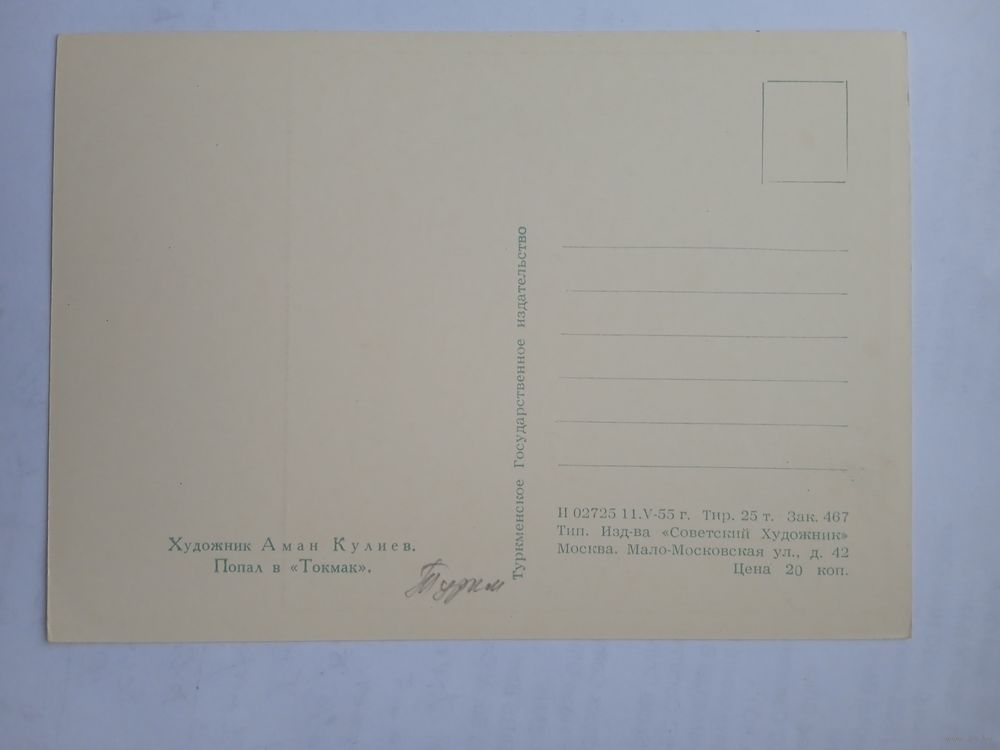 Художник Аман Кулиев.
Попал в «Токмак».
Туркм
Туркменское Государственное издательство
П 02725 11.V-55 г. Тир. 25 т. Зак. 467
Тип. Изд-ва «Советский Художник»
Москва. Мало-Московская ул., д. 42
Цена 20 коп.